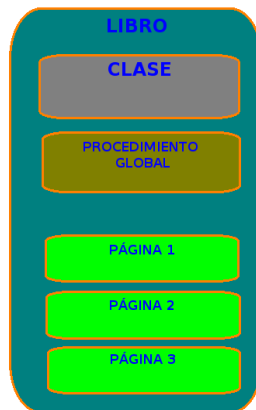 LIBRO
CLASE
PROCEDIMIENTO
GLOBAL
PÁGINA 1
PÁGINA 2
PÁGINA 3